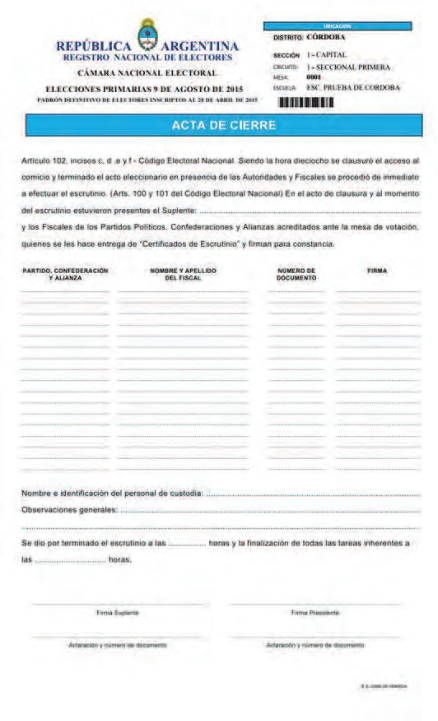 REPÚBLICA ARGENTINA
REGISTRO NACIONAL DE ELECTORES
CÁMARA NACIONAL ELECTORAL
ELECCIONES PRIMARIAS 9 DE AGOSTO DE 2015
PADRÓN DEFINITIVO DE ELECTORES INSCRIPTOS AL 28 DE ABRIL DE 2015
UBICACION
DISTRITO: CÓRDOBA
SECCIÓN 1 - CAPITAL
CIRCUITO: 1 - SECCIONAL PRIMERA
MESA: 0001
ESCUELA: ESC. PRUEBA DE CORDOBA
ACTA DE CIERRE
Artículo 102, incisos c, d ,e y f - Código Electoral Nacional. Siendo la hora dieciocho se clausuró el acceso al
comicio y terminado el acto eleccionario en presencia de las Autoridades y Fiscales se procedió de inmediato
a efectuar el escrutinio. (Arts. 100 y 101 del Código Electoral Nacional) En el acto de clausura y al momento
del escrutinio estuvieron presentes el Suplente: ....................
y los Fiscales de los Partidos Políticos, Confederaciones y Alianzas acreditados ante la mesa de votación,
quienes se les hace entrega de "Certificados de Escrutinio" y firman para constancia.
PARTIDO, CONFEDERACIÓN Y ALIANZA
NOMBRE Y APELLIDO DEL FISCAL
NÚMERO DE DOCUMENTO
FIRMA
Nombre e identificación del personal de custodia: ....................
Observaciones generales: ....................
Se dio por terminado el escrutinio a las ................ horas y la finalización de todas las tareas inherentes a
las .............................. horas.
Firma Suplente
Firma Presidente
Aclaración y número de documento
Aclaración y número de documento